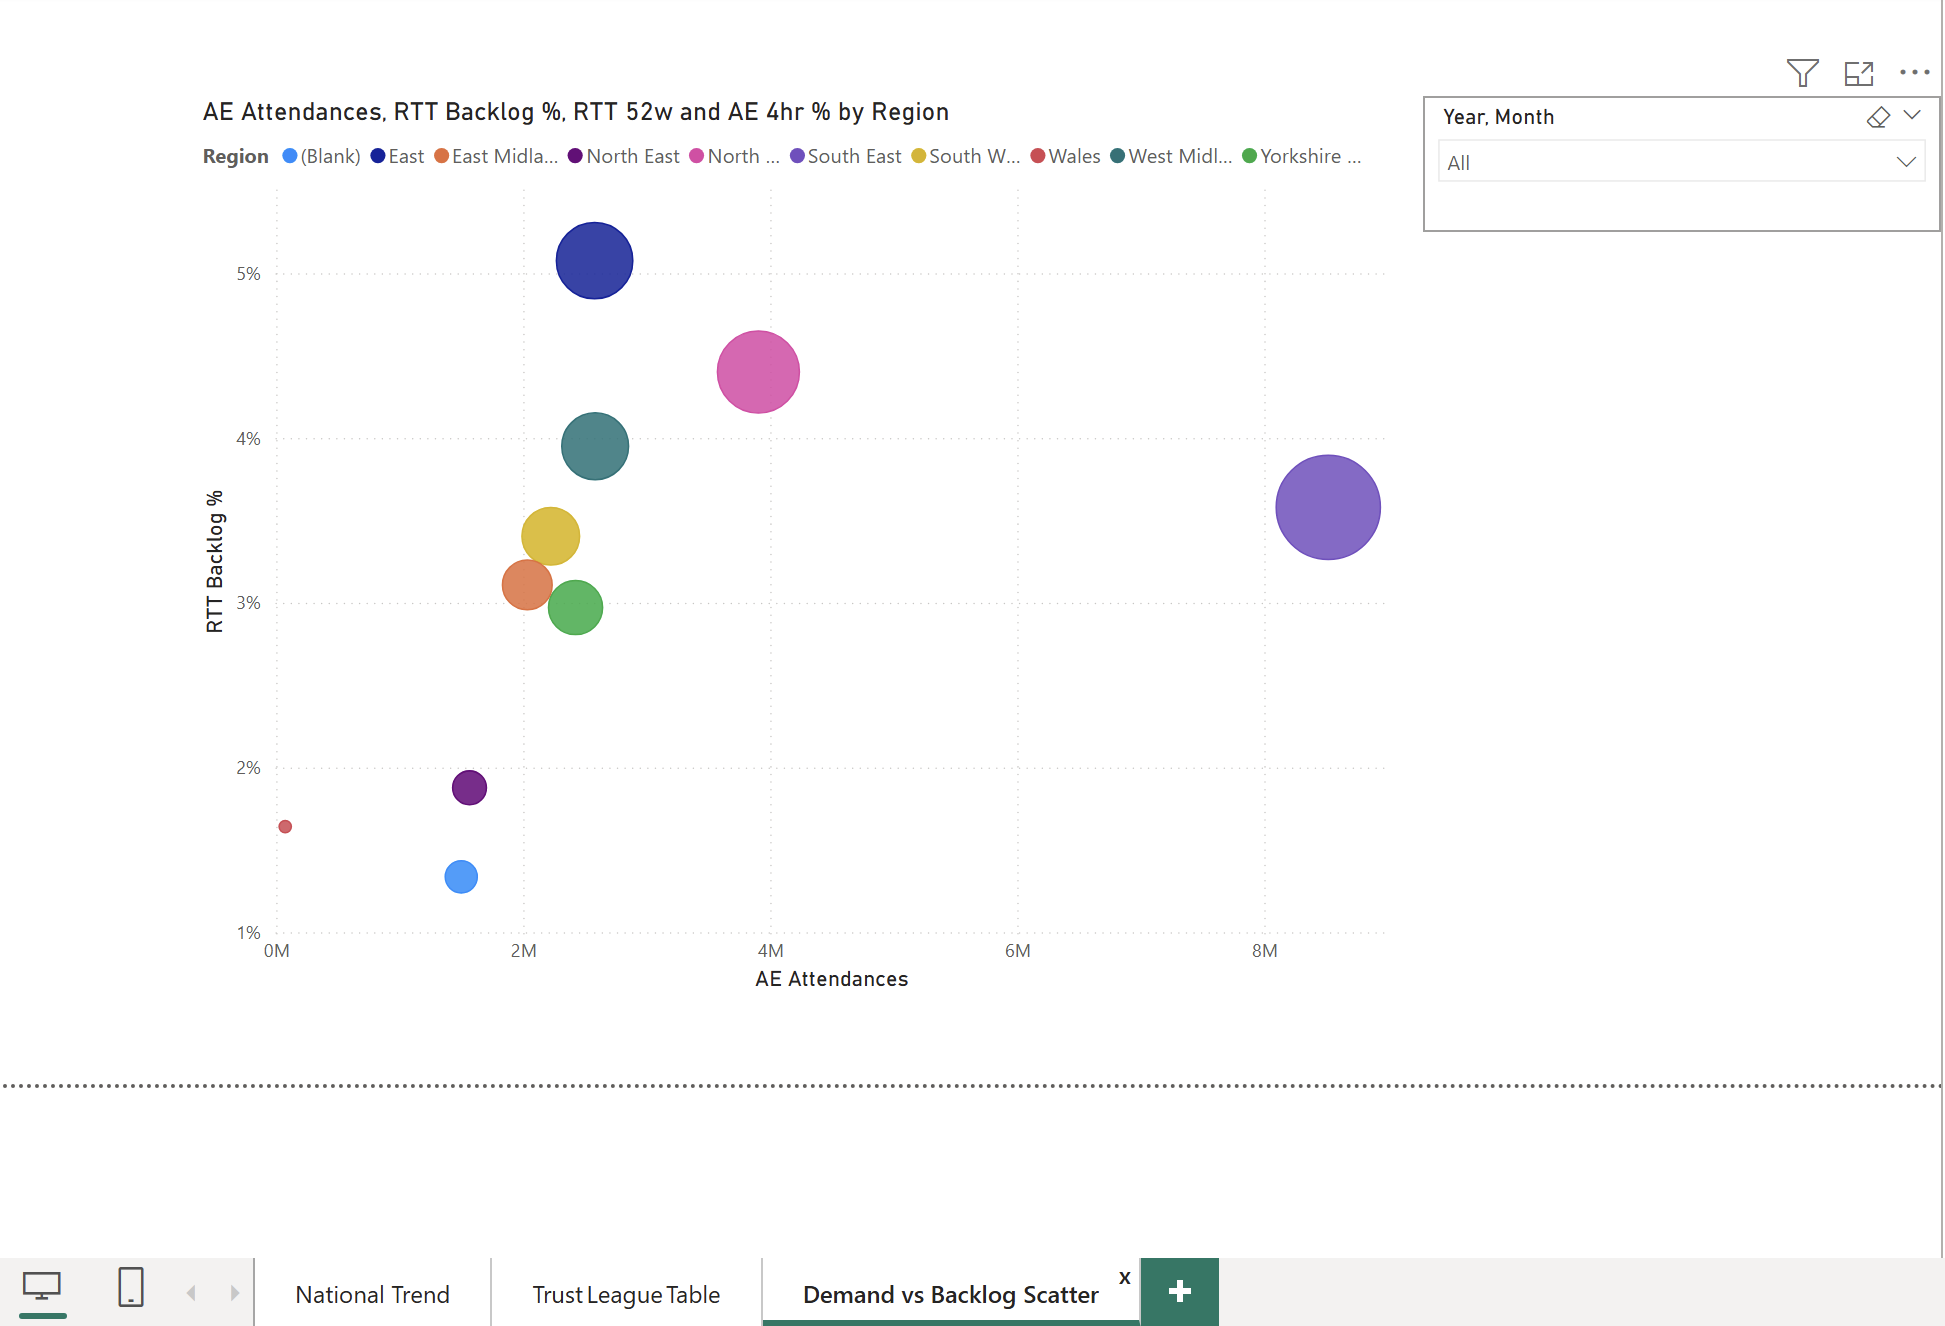 AE Attendances, RTT Backlog %, RTT 52w and AE 4hr % by Region
Region (Blank) East East Midla... North East North ... South East South W... Wales West Midl... Yorkshire ...
Year, Month
All
5%
4%
3%
2%
1%
RTT Backlog %
0M 2M 4M 6M 8M
AE Attendances
National Trend Trust League Table Demand vs Backlog Scatter x +